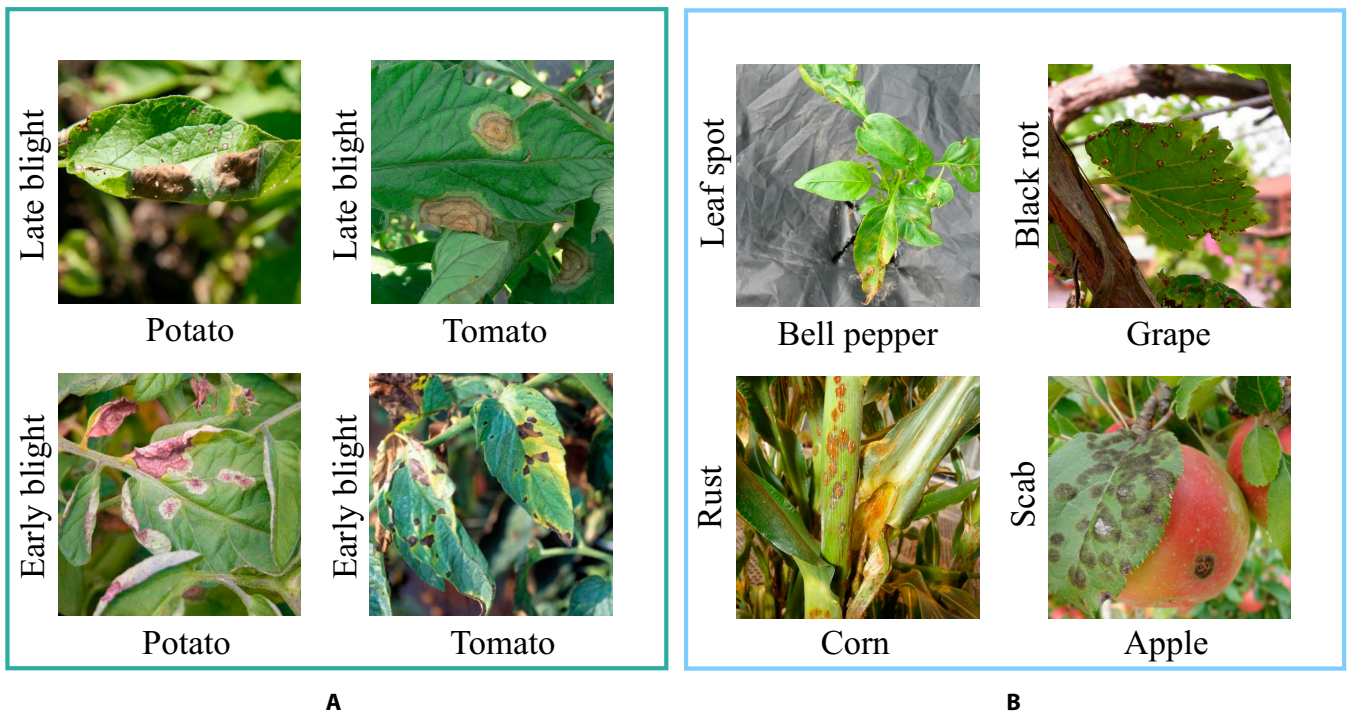 Late blight
Potato
Late blight
Tomato
Early blight
Potato
Early blight
Tomato
A
Leaf spot
Bell pepper
Black rot
Grape
Rust
Corn
Scab
Apple
B